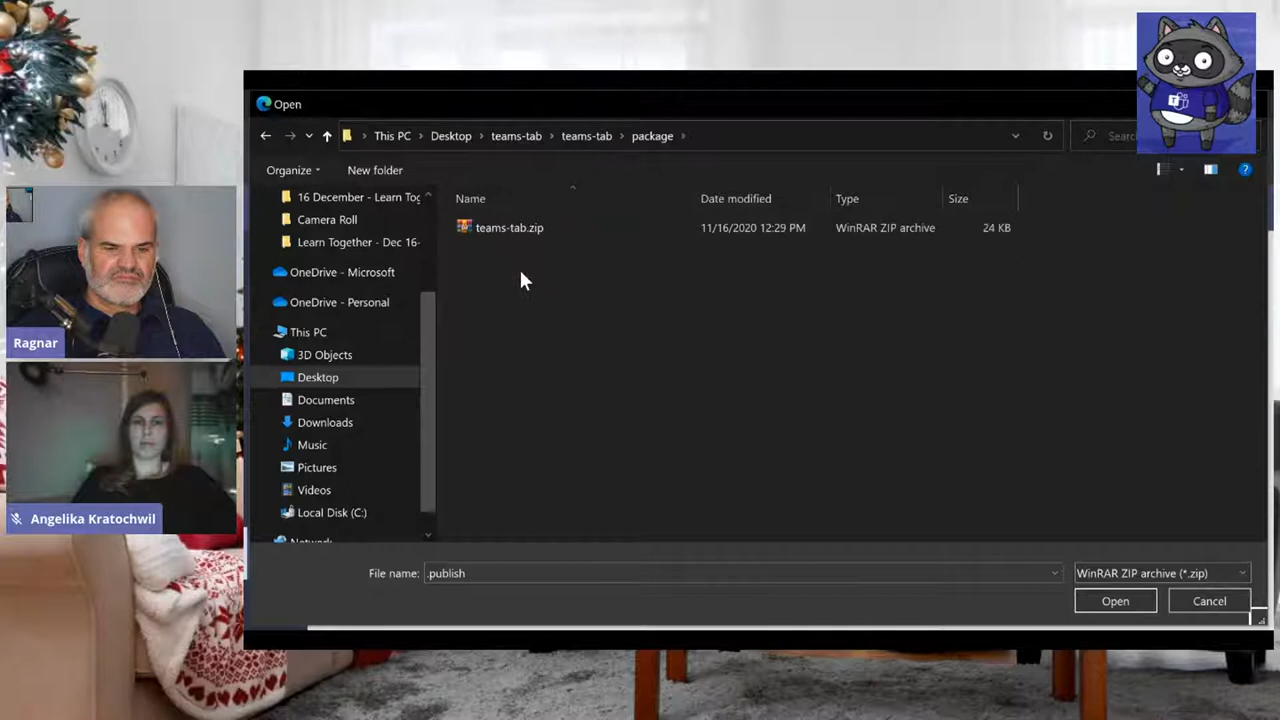 Open
This PC
Desktop
teams-tab
teams-tab
package
Organize
New folder
16 December - Learn Tog
Camera Roll
Learn Together - Dec 16-
OneDrive - Microsoft
OneDrive - Personal
This PC
3D Objects
Desktop
Documents
Downloads
Music
Pictures
Videos
Local Disk (C:)
Network
Name
Date modified
Type
Size
teams-tab.zip
11/16/2020 12:29 PM
WinRAR ZIP archive
24 KB
File name:
.publish
WinRAR ZIP archive (*.zip)
Open
Cancel
Ragnar
Angelika Kratochwil